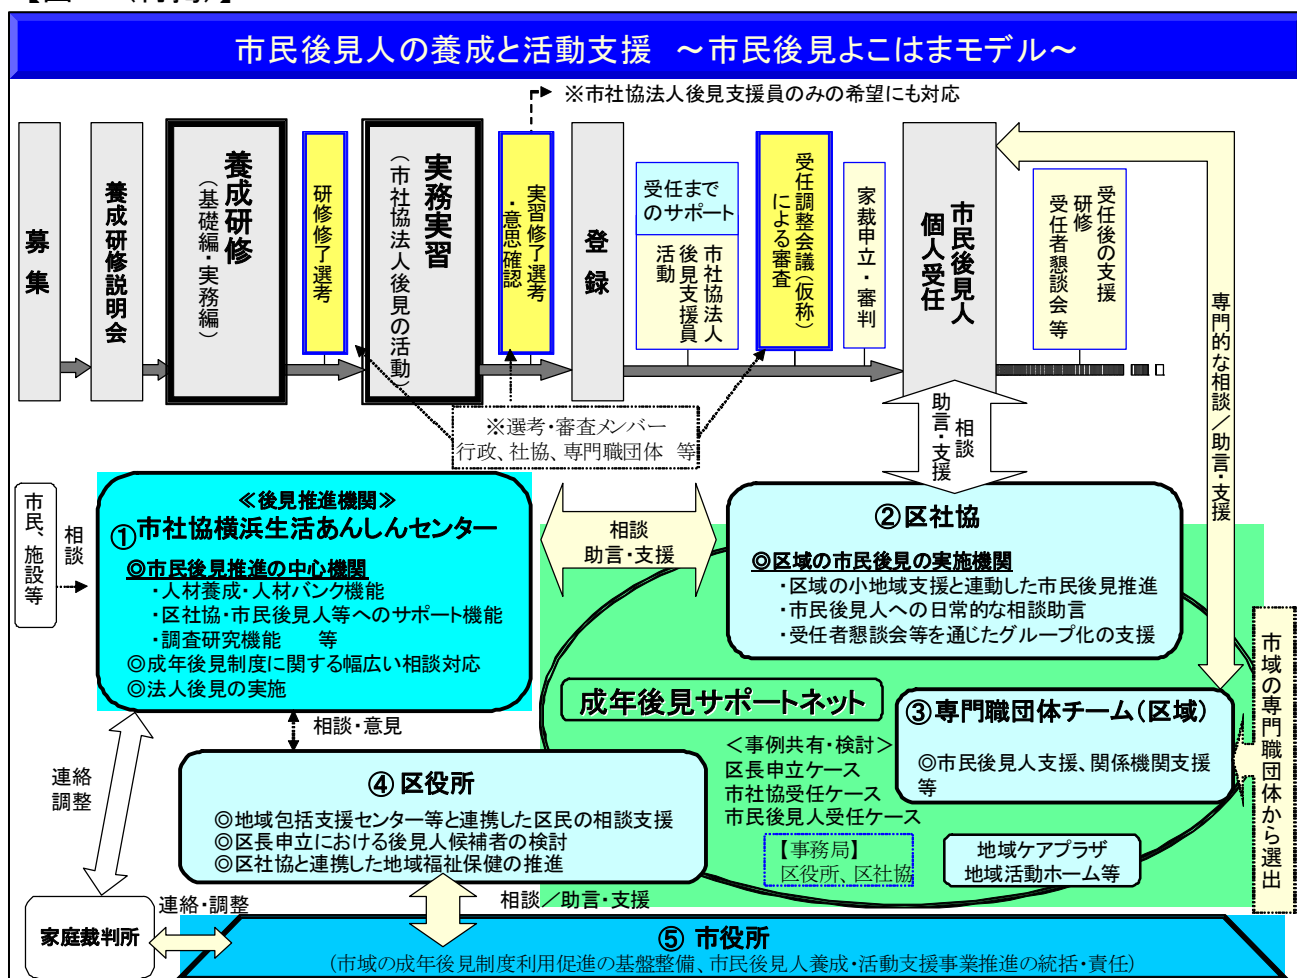 市民後見人の養成と活動支援 ～市民後見よこはまモデル～
※市社協法人後見支援員のみの希望にも対応
募集
養成研修説明会
養成研修
（基礎編・実務編）
研修修了選考
実務実習
（市社協法人後見の活動）
実習修了選考
・意思確認
登録
受任まで
のサポート
市社協法人
後見支援員
活動
受任調整会議（仮称）
による審査
家裁申立・審判
市民後見人
個人受任
受任後の支援
研修
受任者懇談会 等
専門的な相談／助言・支援
※選考・審査メンバー
行政、社協、専門職団体 等
相談
助言・支援
市民、施設等
相談
≪後見推進機関≫
①市社協横浜生活あんしんセンター
◎市民後見推進の中心機関
・人材養成・人材バンク機能
・区社協・市民後見人等へのサポート機能
・調査研究機能 等
◎成年後見制度に関する幅広い相談対応
◎法人後見の実施
相談
助言・支援
②区社協
◎区域の市民後見の実施機関
・区域の小地域支援と連動した市民後見推進
・市民後見人への日常的な相談助言
・受任者懇談会等を通じたグループ化の支援
成年後見サポートネット
＜事例共有・検討＞
区長申立ケース
市社協受任ケース
市民後見人受任ケース
【事務局】
区役所、区社協
③専門職団体チーム（区域）
◎市民後見人支援、関係機関支援
等
地域ケアプラザ
地域活動ホーム等
市域の専門職団体から選出
相談・意見
連絡
調整
④区役所
◎地域包括支援センター等と連携した区民の相談支援
◎区長申立における後見人候補者の検討
◎区社協と連携した地域福祉保健の推進
相談／助言・支援
家庭裁判所
連絡・調整
⑤ 市役所
（市域の成年後見制度利用促進の基盤整備、市民後見人養成・活動支援事業推進の統括・責任）